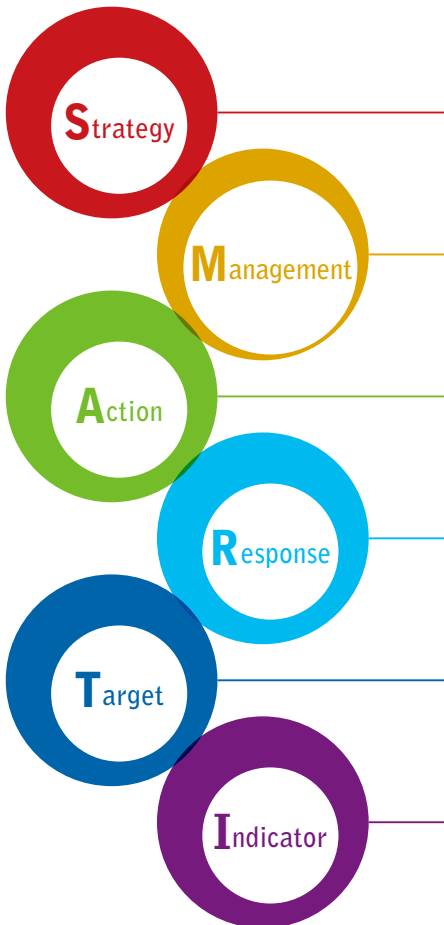 Strategy
Management
Action
Response
Target
Indicator